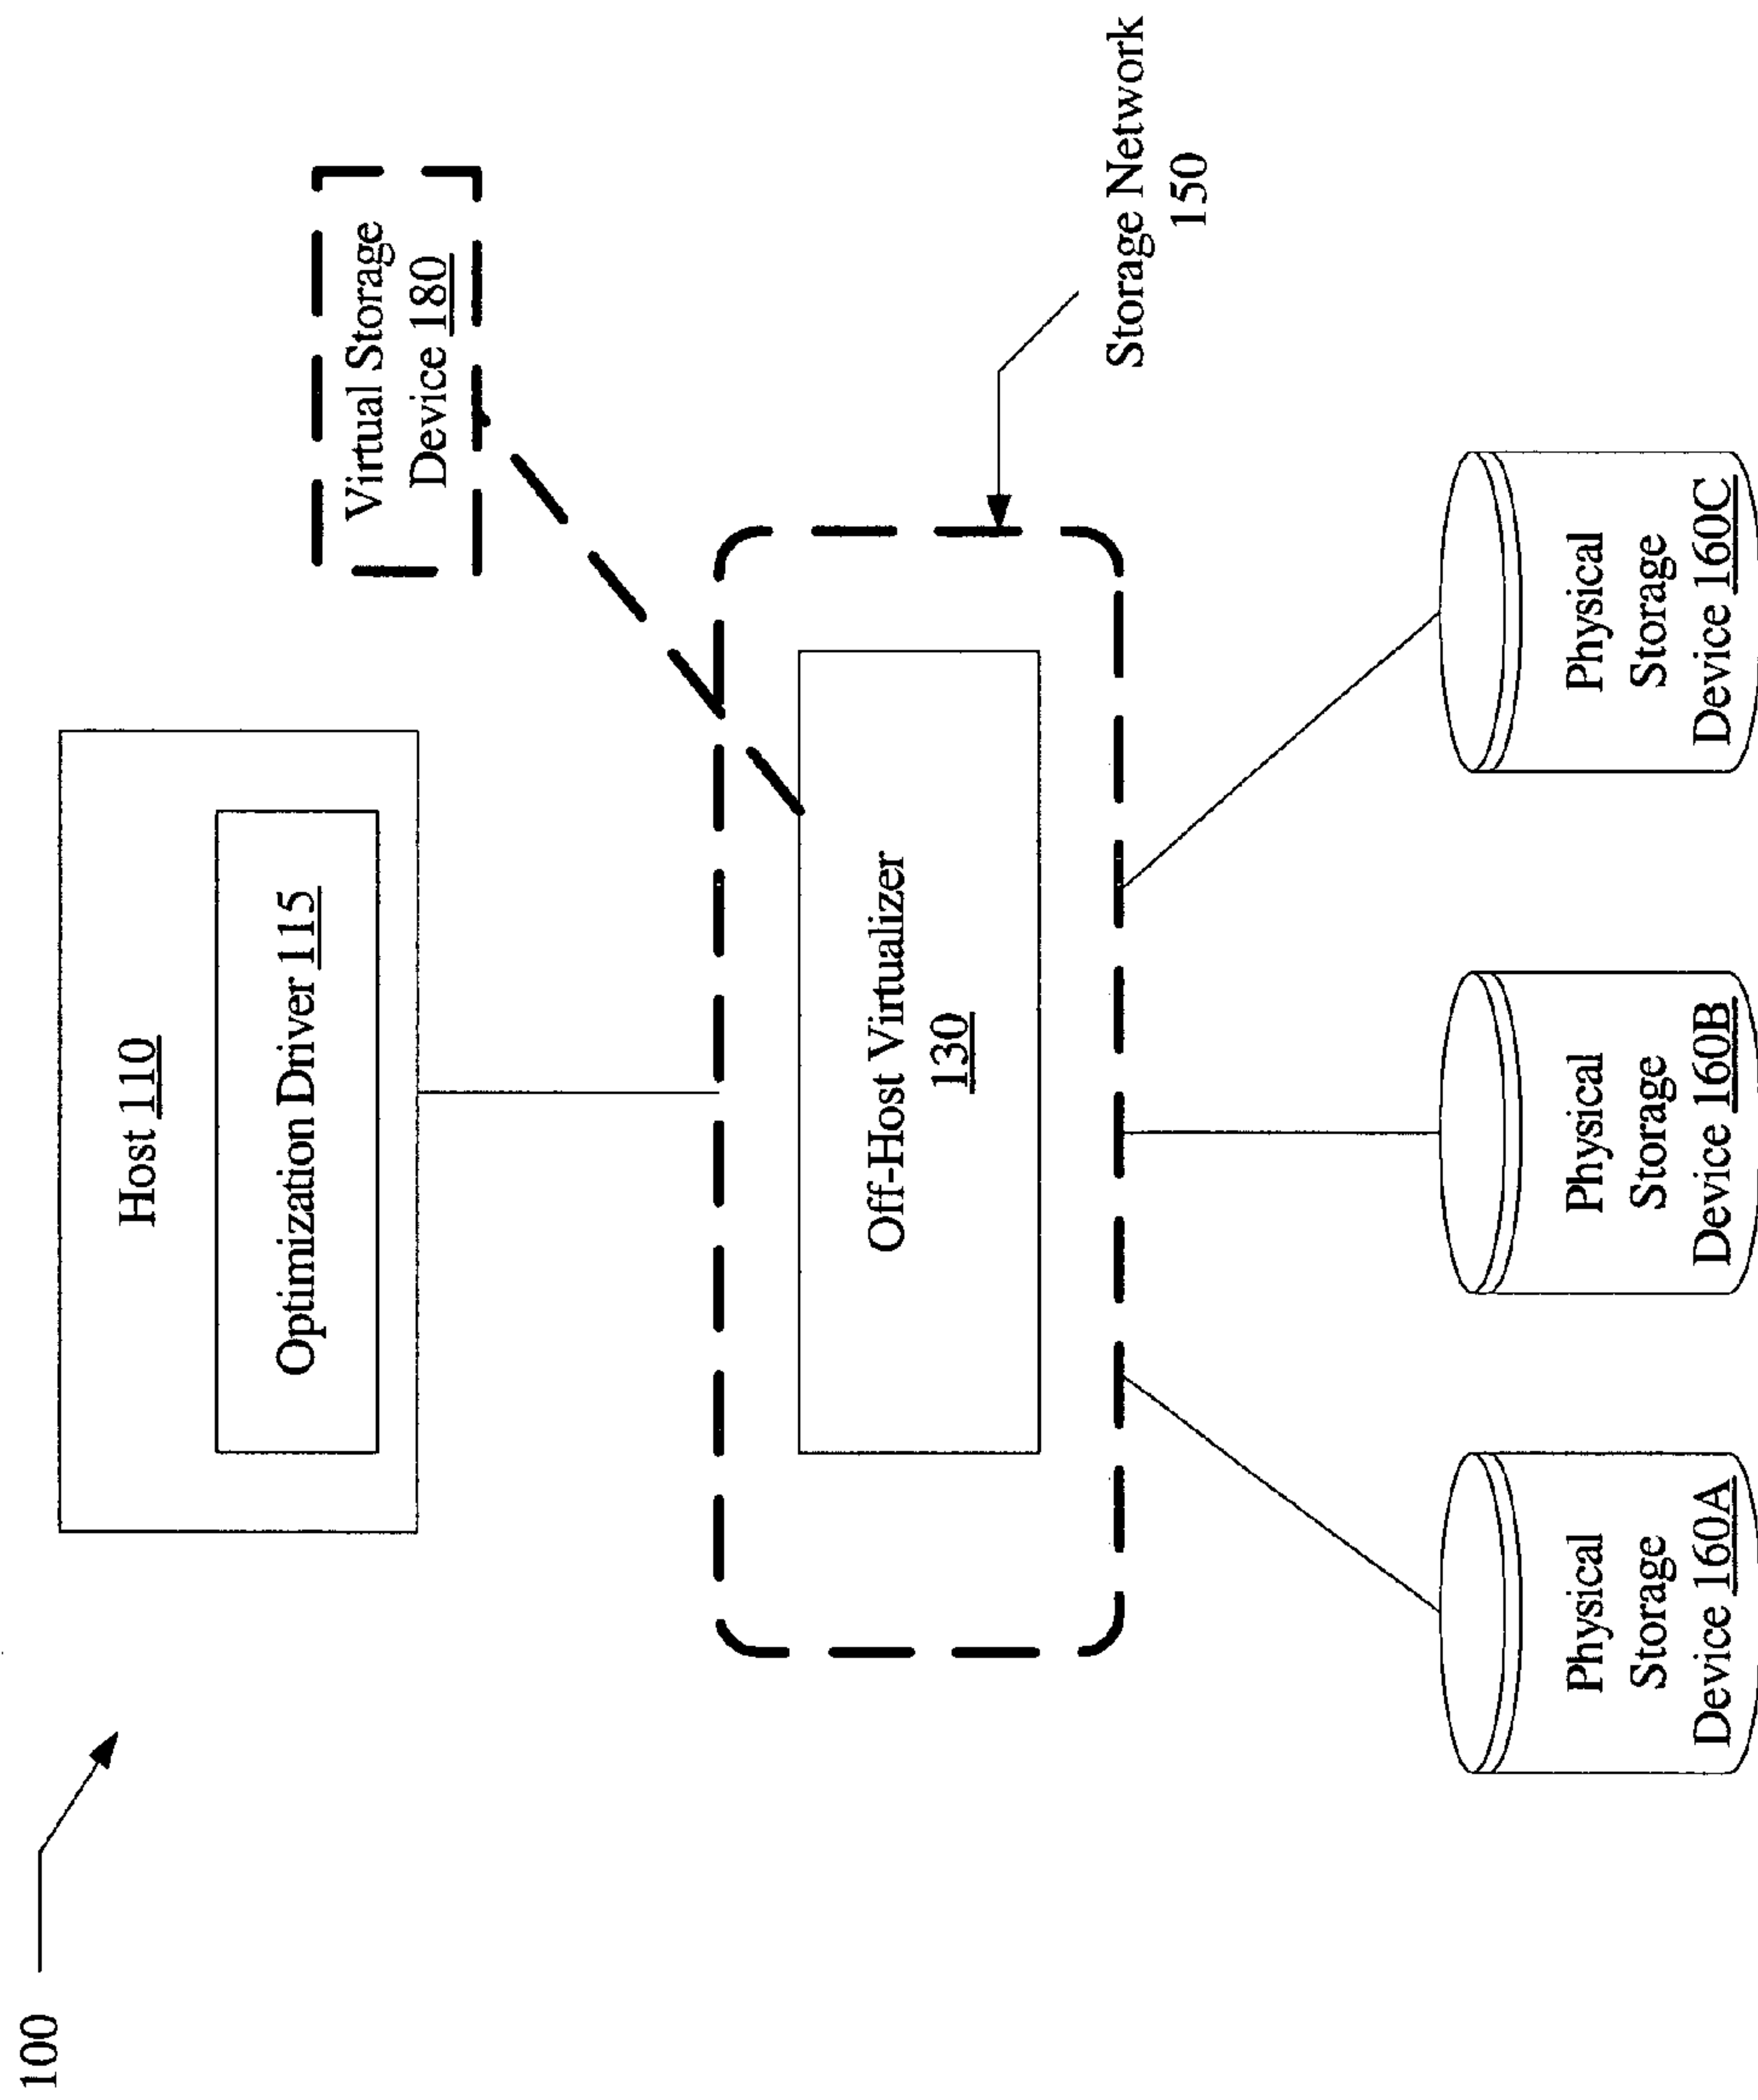 100
Host 110
Optimization Driver 115
Virtual Storage
Device 180
Off-Host Virtualizer
130
Storage Network
150
Physical
Storage
Device 160A
Physical
Storage
Device 160B
Physical
Storage
Device 160C